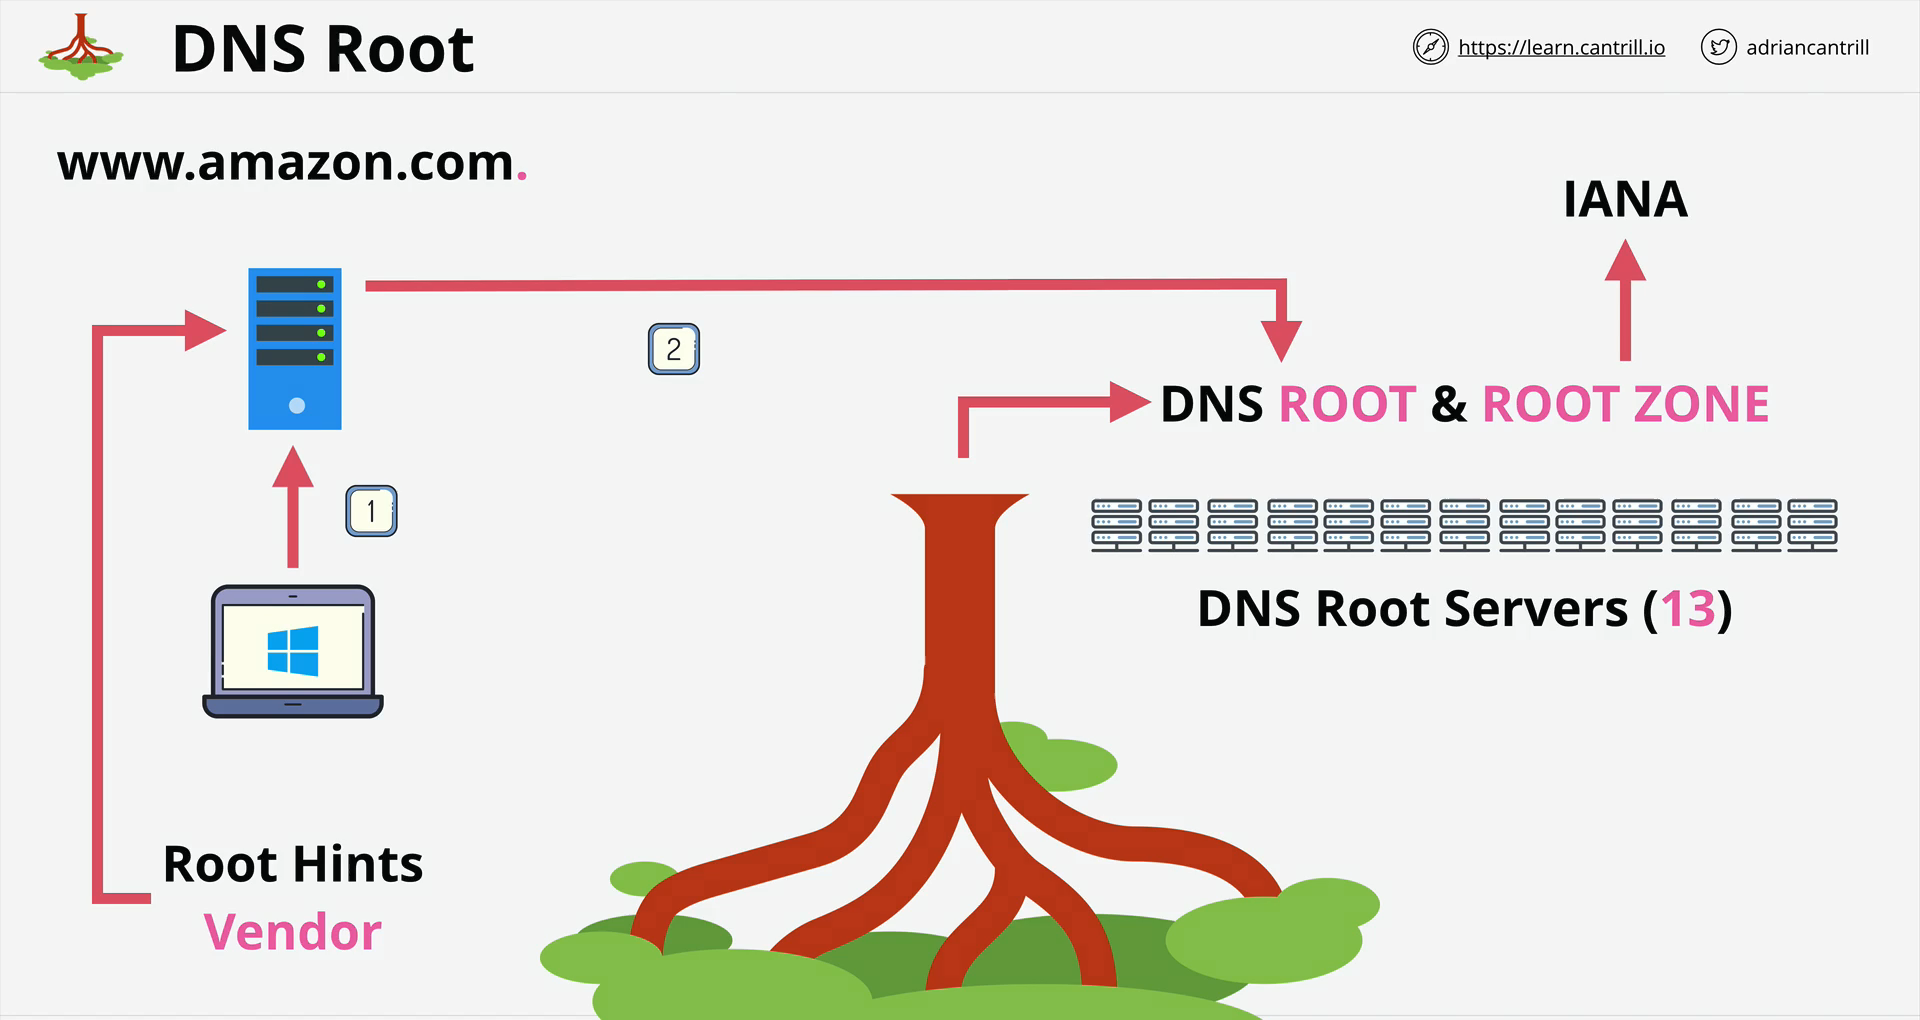 DNS Root
https://learn.cantrill.io
adriancantrill
www.amazon.com.
IANA
2
DNS ROOT & ROOT ZONE
1
DNS Root Servers (13)
Root Hints
Vendor